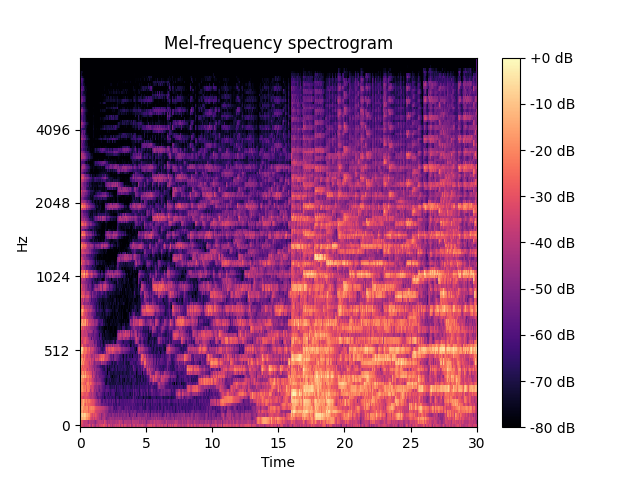 Mel-frequency spectrogram
Hz
4096
2048
1024
512
0
0 5 10 15 20 25 30
Time
+0 dB
-10 dB
-20 dB
-30 dB
-40 dB
-50 dB
-60 dB
-70 dB
-80 dB